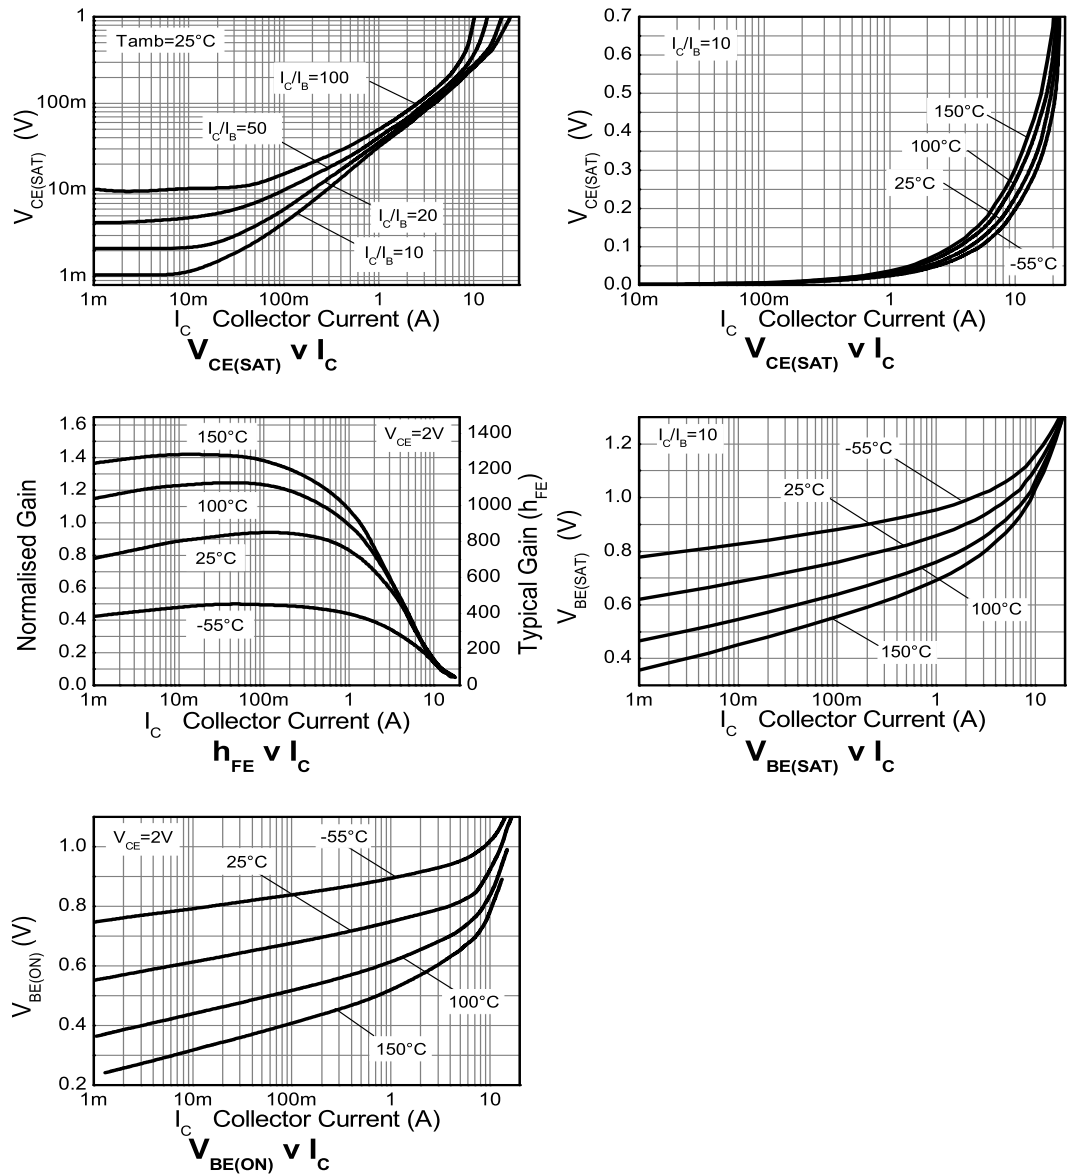 1
100m
10m
1m
V_CE(SAT) (V)
Tamb=25°C
I_C/I_B=100
I_C/I_B=50
I_C/I_B=20
I_C/I_B=10
1m 10m 100m 1 10
I_C Collector Current (A)
V_CE(SAT) v I_C
0.7
0.6
0.5
0.4
0.3
0.2
0.1
0.0
V_CE(SAT) (V)
I_C/I_B=10
150°C
100°C
25°C
-55°C
10m 100m 1 10
I_C Collector Current (A)
V_CE(SAT) v I_C
1.6
1.4
1.2
1.0
0.8
0.6
0.4
0.2
0.0
Normalised Gain
150°C
V_CE=2V
100°C
25°C
-55°C
1400
1200
1000
800
600
400
200
0
Typical Gain (h_FE)
1m 10m 100m 1 10
I_C Collector Current (A)
h_FE v I_C
1.2
1.0
0.8
0.6
0.4
V_BE(SAT) (V)
I_C/I_B=10
-55°C
25°C
100°C
150°C
1m 10m 100m 1 10
I_C Collector Current (A)
V_BE(SAT) v I_C
1.0
0.8
0.6
0.4
0.2
V_BE(ON) (V)
V_CE=2V
-55°C
25°C
100°C
150°C
1m 10m 100m 1 10
I_C Collector Current (A)
V_BE(ON) v I_C